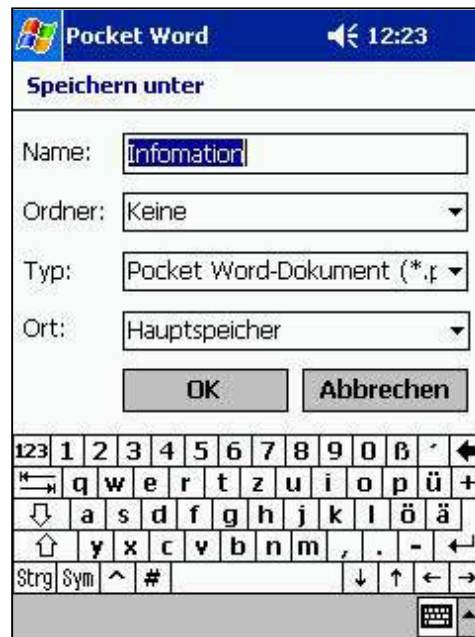 Pocket Word 12:23
Speichern unter
Name: Infomation
Ordner: Keine
Typ: Pocket Word-Dokument (*.p
Ort: Hauptspeicher
OK Abbrechen
123 1 2 3 4 5 6 7 8 9 0 ß ´
q w e r t z u i o p ü +
a s d f g h j k l ö ä
y x c v b n m , . -
Strg Sym ^ # ↓ ↑ ← →